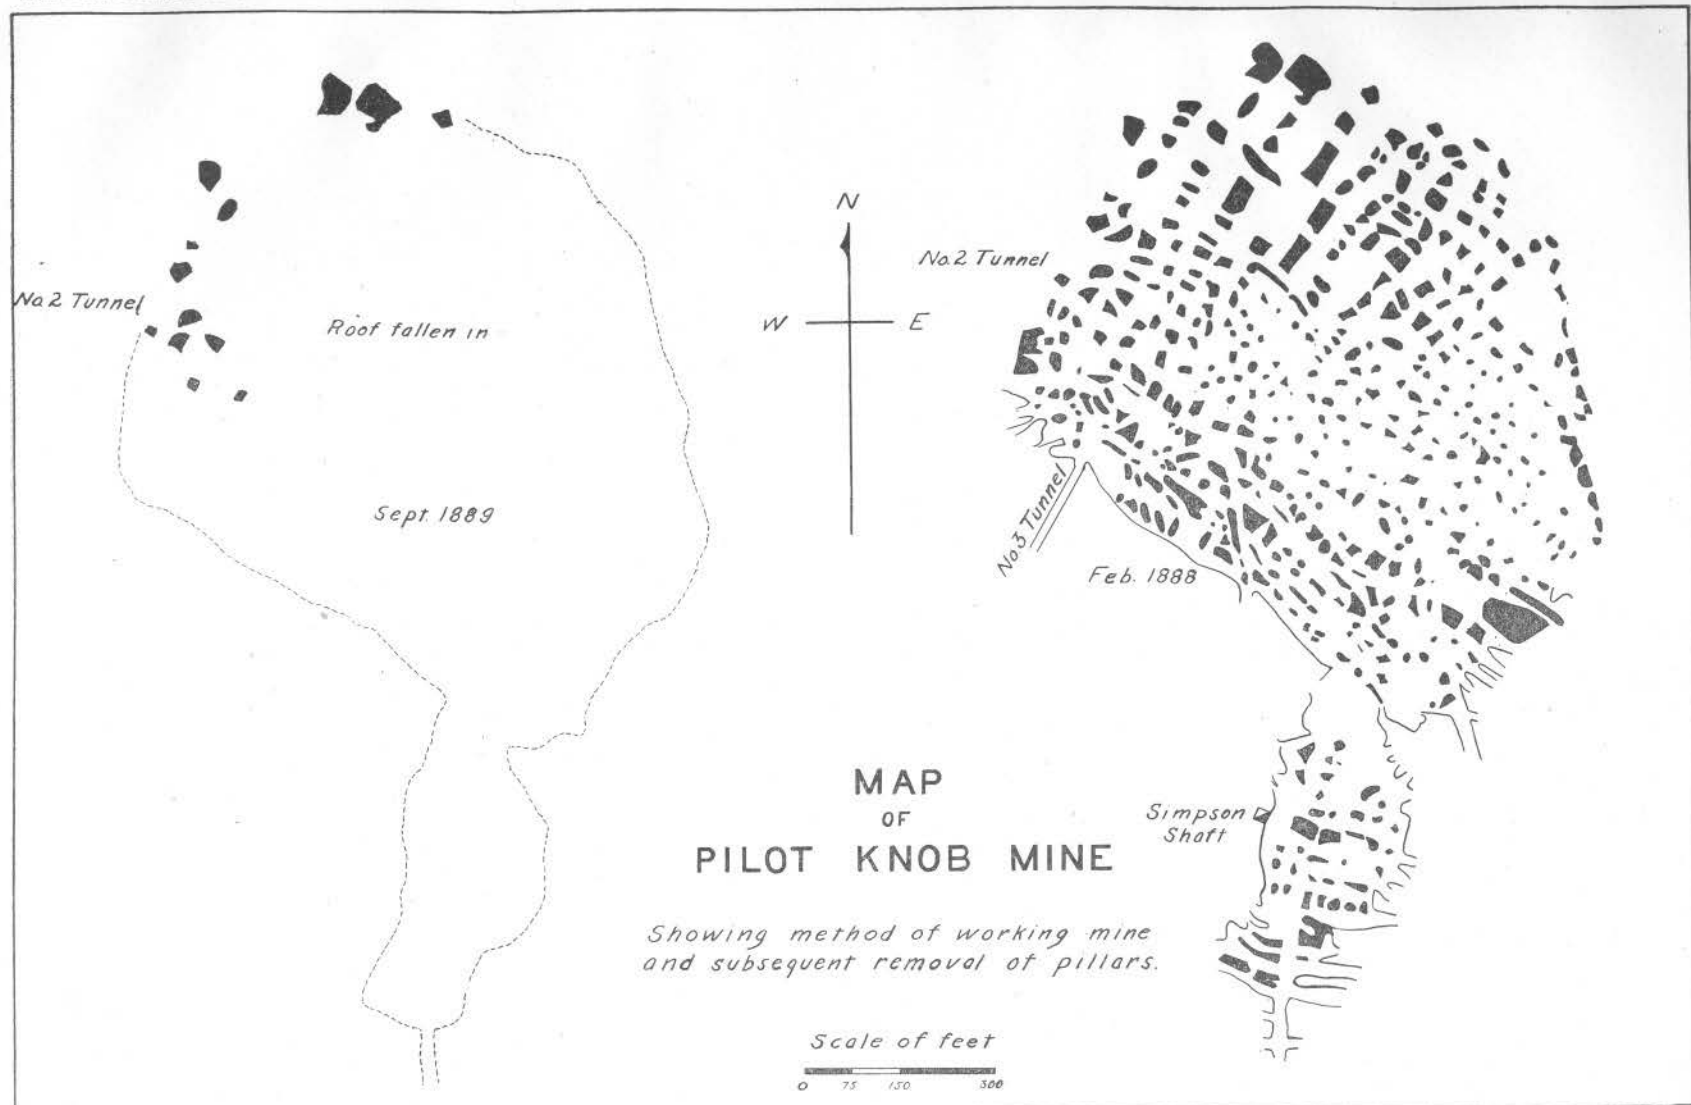 No. 2 Tunnel
Roof fallen in
Sept. 1889
N
W
E
No. 2 Tunnel
No. 3 Tunnel
Feb. 1888
Simpson
Shaft
MAP
OF
PILOT KNOB MINE
Showing method of working mine
and subsequent removal of pillars.
Scale of feet
0 75 150 300